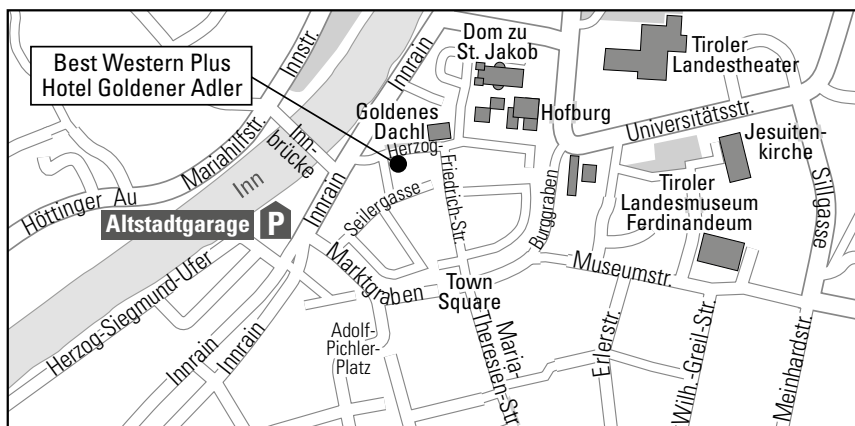 Best Western Plus
Hotel Goldener Adler
Innstr.
Innrain
Dom zu
St. Jakob
Tiroler
Landestheater
Goldenes
Dachl
Hofburg
Universitätsstr.
Jesuiten-
kirche
Mariahilfstr.
Inn-
brücke
Herzog-
Friedrich-Str.
Inn
Höttinger Au
Innrain
Seilergasse
Burggraben
Tiroler
Landesmuseum
Ferdinandeum
Sillgasse
Altstadtgarage
P
Herzog-Siegmund-Ufer
Marktgraben
Town
Square
Museumstr.
Adolf-
Pichler-
Platz
Innrain
Innrain
Maria-
Theresien-Str.
Erlerstr.
Wilh.-Greil-Str.
Meinhardstr.